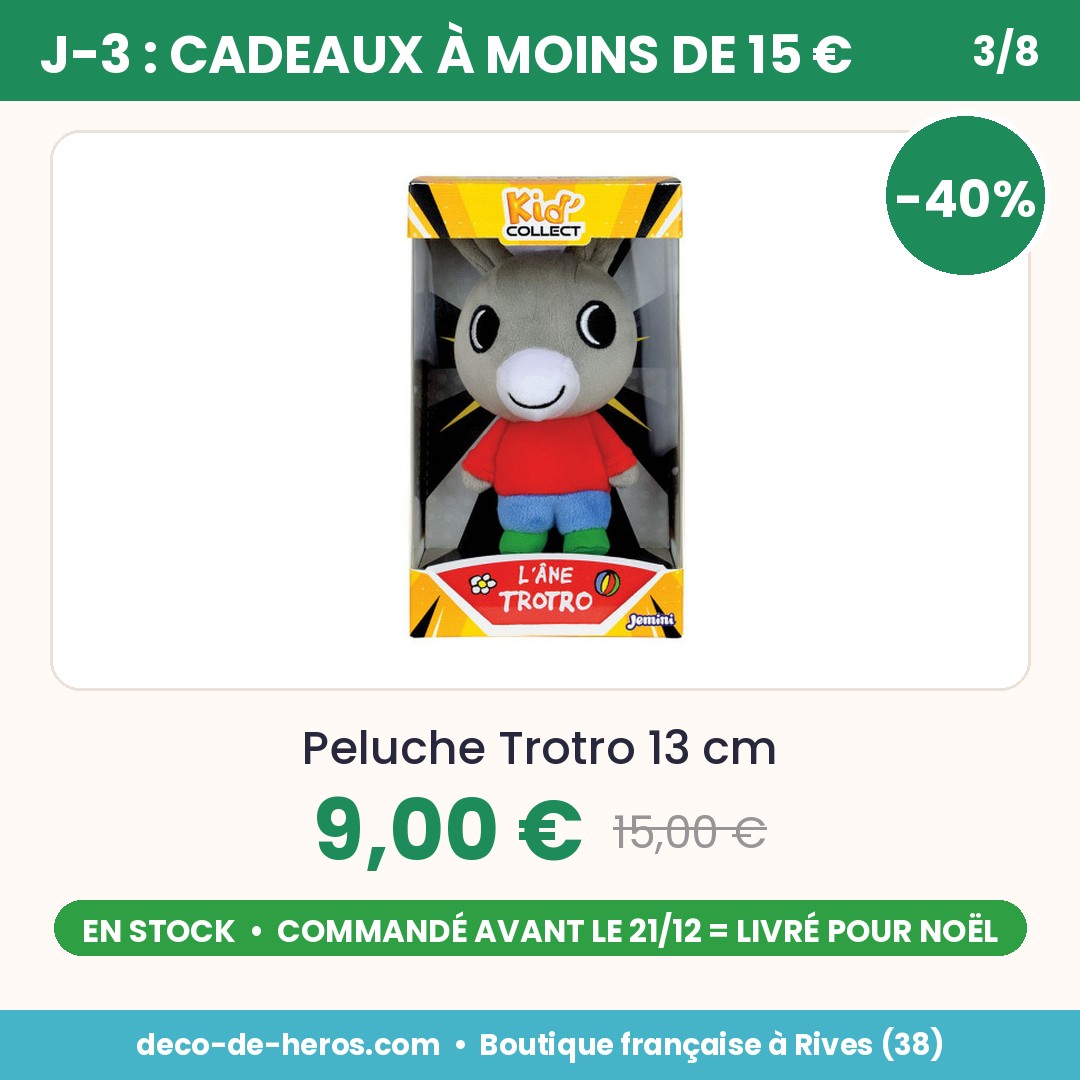 J-3 : CADEAUX À MOINS DE 15 €
3/8
-40%
Kid'
COLLECT
L'ÂNE
TROTRO
Jemini
Peluche Trotro 13 cm
9,00 € 15,00 €
EN STOCK • COMMANDÉ AVANT LE 21/12 = LIVRÉ POUR NOËL
deco-de-heros.com • Boutique française à Rives (38)